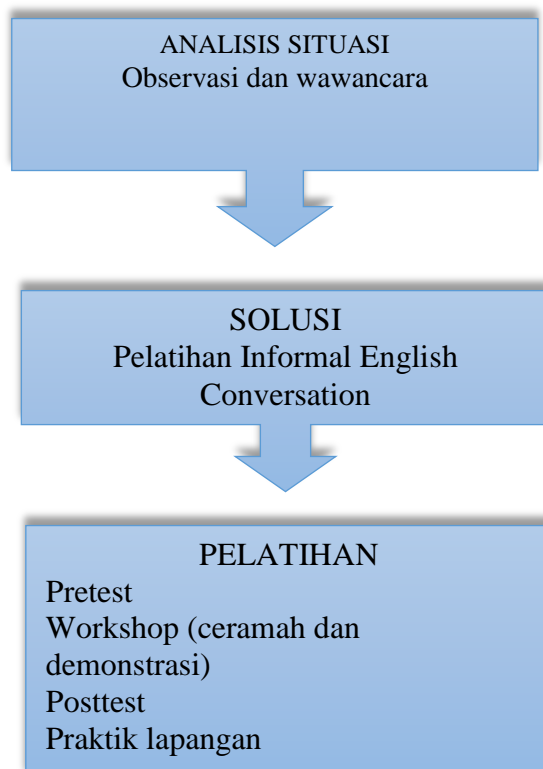 ANALISIS SITUASI
Observasi dan wawancara
SOLUSI
Pelatihan Informal English
Conversation
PELATIHAN
Pretest
Workshop (ceramah dan
demonstrasi)
Posttest
Praktik lapangan